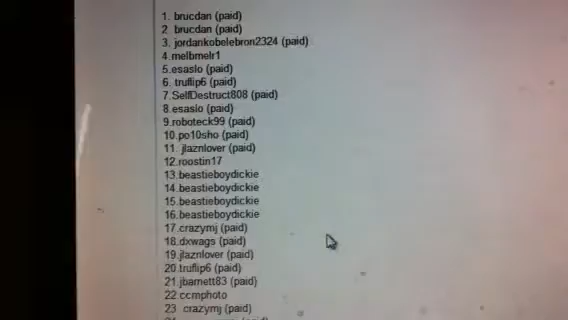 1. brucdan (paid)
2. brucdan (paid)
3. jordankobelebron2324 (paid)
4.melbmelr1
5.esaslo (paid)
6. truflip6 (paid)
7.SelfDestruct808 (paid)
8.esaslo (paid)
9.roboteck99 (paid)
10.po10sho (paid)
11. jlaznlover (paid)
12.roostin17
13.beastieboydickie
14.beastieboydickie
15.beastieboydickie
16.beastieboydickie
17.crazymj (paid)
18.dxwags (paid)
19.jlaznlover (paid)
20.truflip6 (paid)
21.jbarnett83 (paid)
22 ccmphoto
23 crazymj (paid)